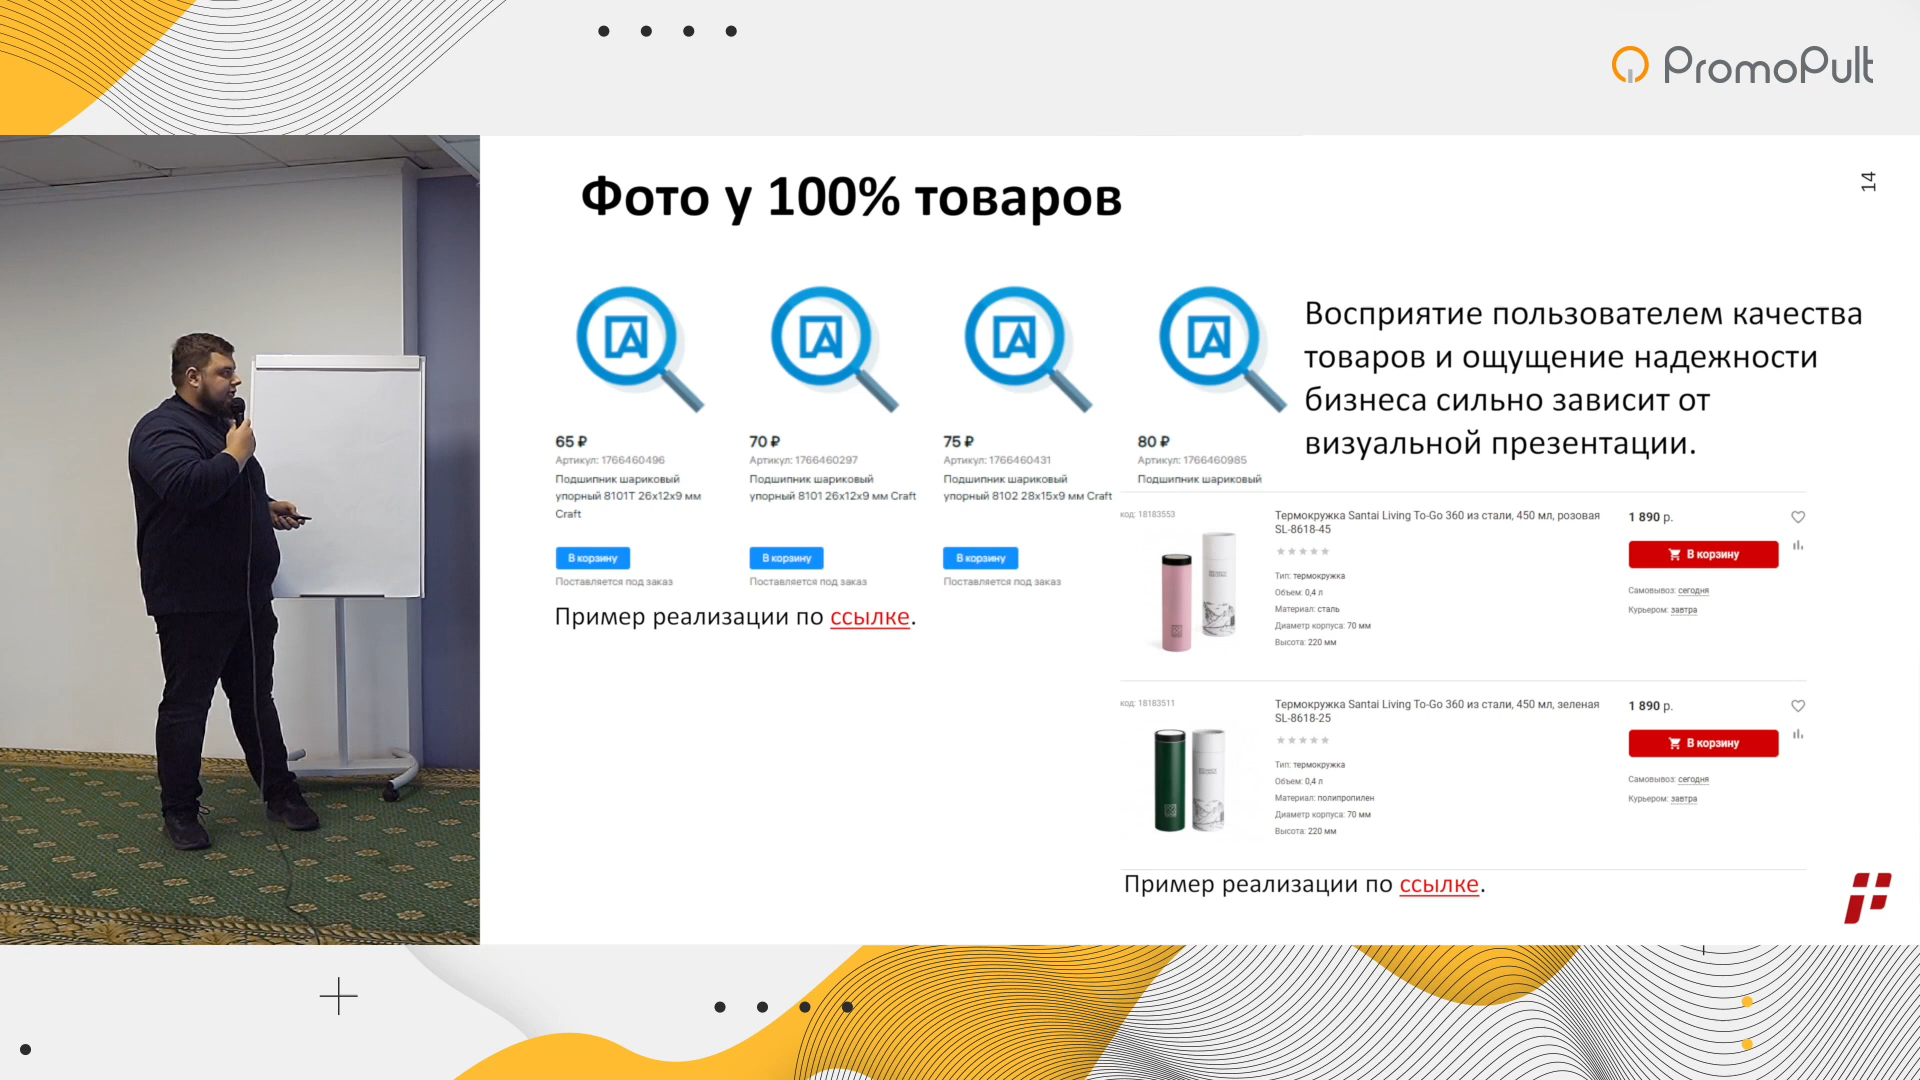 PromoPult
14
Фото у 100% товаров
Восприятие пользователем качества
товаров и ощущение надежности
бизнеса сильно зависит от
визуальной презентации.
65 ₽
Артикул: 1766460496
Подшипник шариковый
упорный 8101Т 26х12х9 мм
Craft
В корзину
Поставляется под заказ
70 ₽
Артикул: 1766460297
Подшипник шариковый
упорный 8101 26х12х9 мм Craft
В корзину
Поставляется под заказ
75 ₽
Артикул: 1766460431
Подшипник шариковый
упорный 8102 28х15х9 мм Craft
В корзину
Поставляется под заказ
80 ₽
Артикул: 1766460985
Подшипник шариковый
Пример реализации по ссылке.
код: 18183553
Термокружка Santai Living To-Go 360 из стали, 450 мл, розовая
SL-8618-45
Тип: термокружка
Объем: 0,4 л
Материал: сталь
Диаметр корпуса: 70 мм
Высота: 220 мм
1 890 р.
В корзину
Самовывоз: сегодня
Курьером: завтра
код: 18183511
Термокружка Santai Living To-Go 360 из стали, 450 мл, зеленая
SL-8618-25
Тип: термокружка
Объем: 0,4 л
Материал: полипропилен
Диаметр корпуса: 70 мм
Высота: 220 мм
1 890 р.
В корзину
Самовывоз: сегодня
Курьером: завтра
Пример реализации по ссылке.